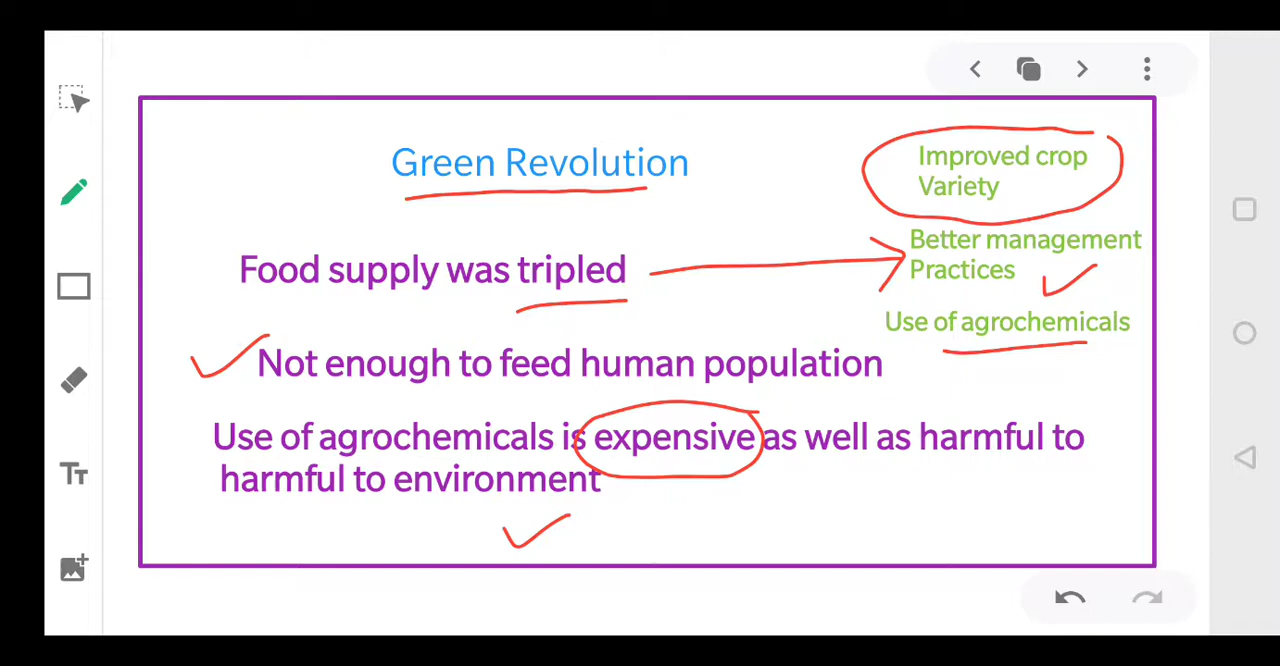 Green Revolution
Improved crop
Variety
Food supply was tripled
Better management
Practices
Use of agrochemicals
Not enough to feed human population
Use of agrochemicals is expensive as well as harmful to
harmful to environment
Tt